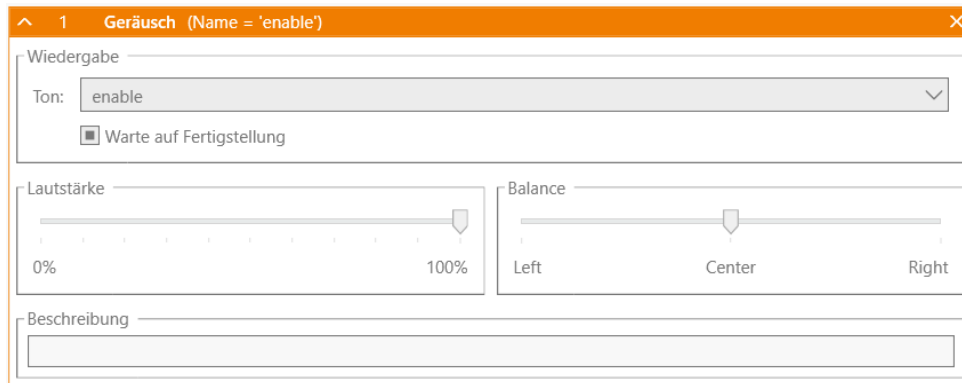 1 Geräusch (Name = 'enable')
Wiedergabe
Ton: enable
Warte auf Fertigstellung
Lautstärke
0% 100%
Balance
Left Center Right
Beschreibung